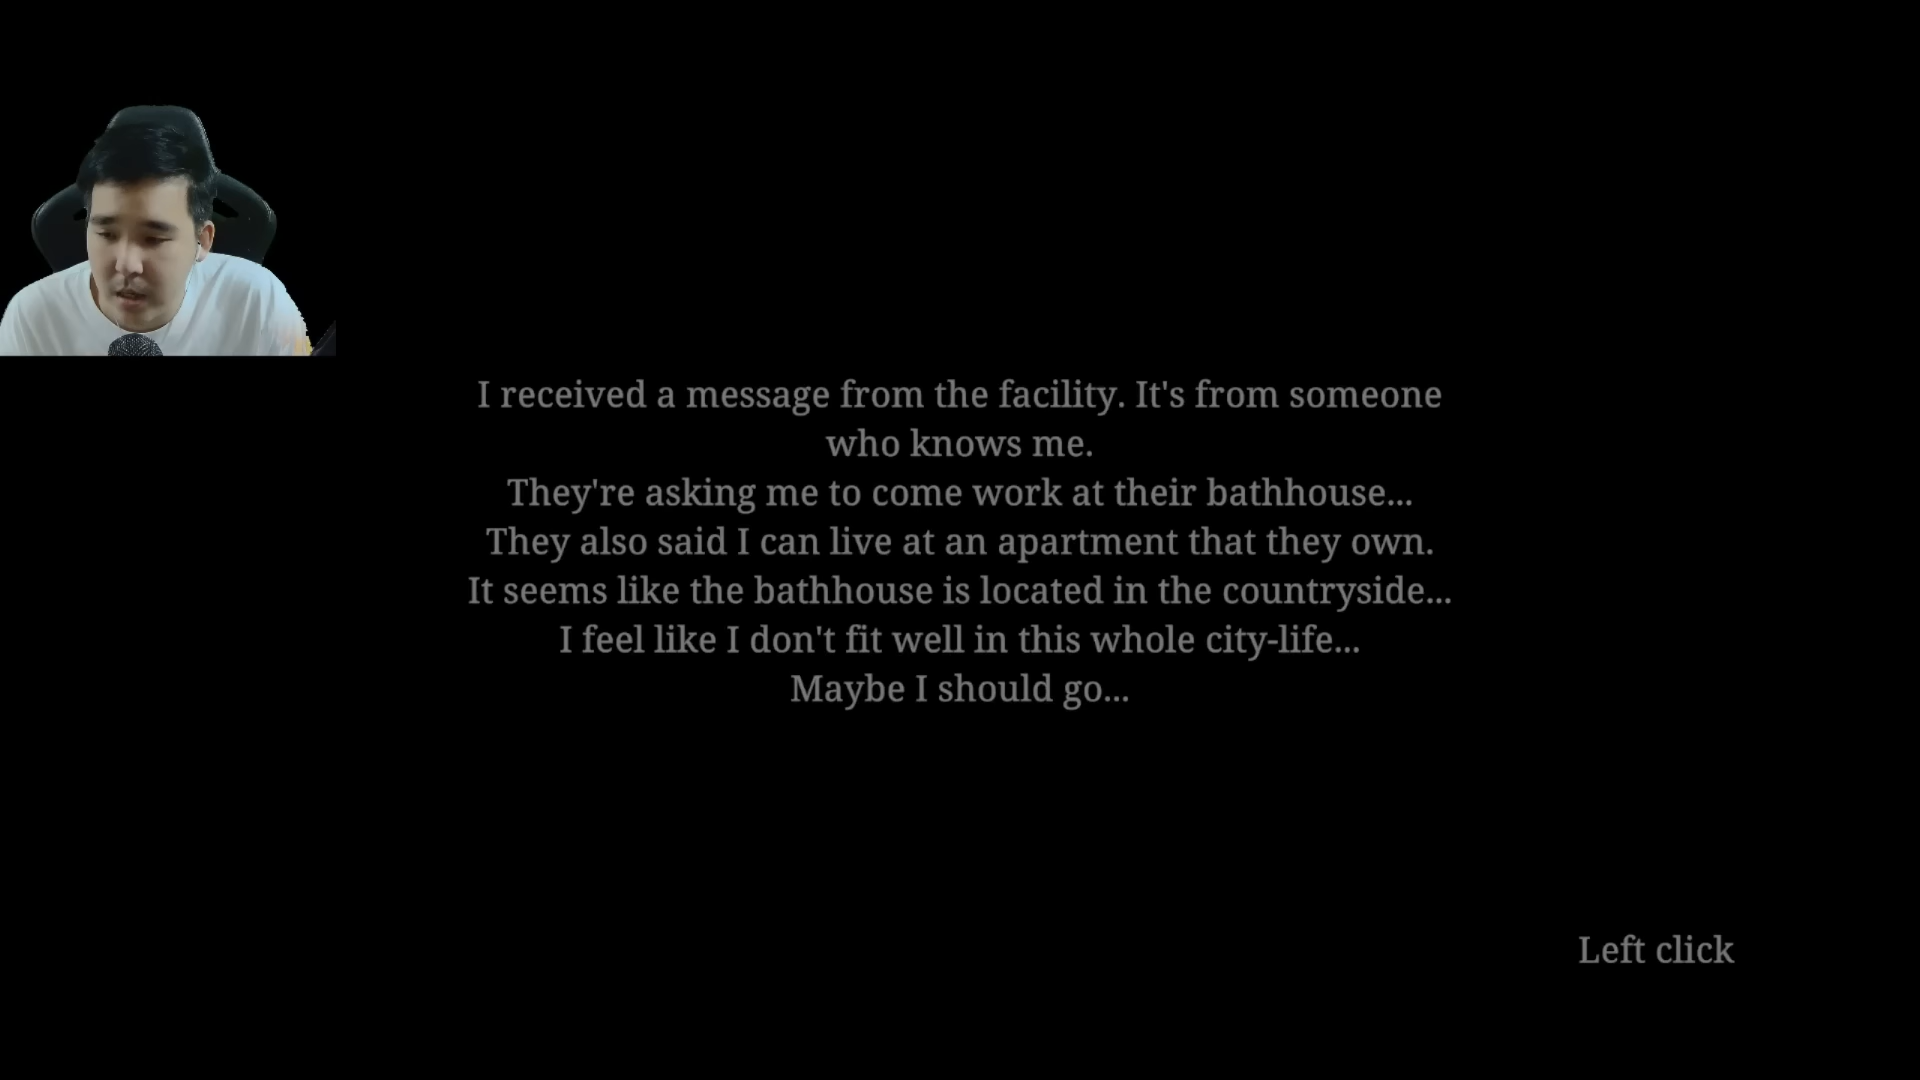 I received a message from the facility. It's from someone
who knows me.
They're asking me to come work at their bathhouse...
They also said I can live at an apartment that they own.
It seems like the bathhouse is located in the countryside...
I feel like I don't fit well in this whole city-life...
Maybe I should go...
Left click